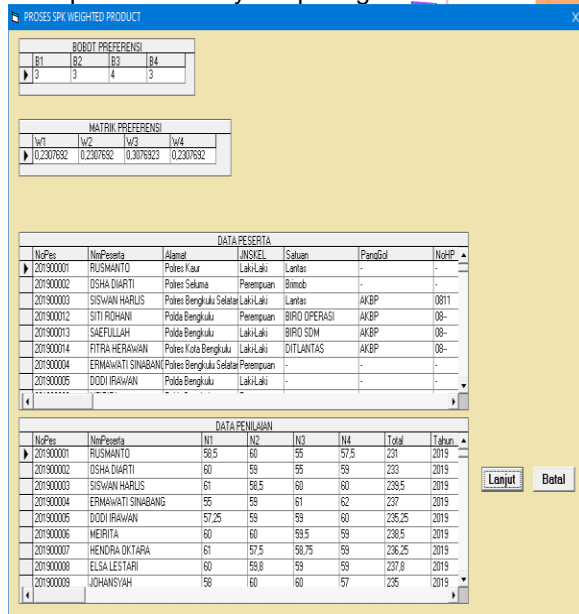 PROSES SPK WEIGHTED PRODUCT X
BOBOT PREFERENSI
B1 B2 B3 B4
3 3 4 3
MATRIK PREFERENSI
W1 W2 W3 W4
0,2307692 0,2307692 0,3076923 0,2307692
DATA PESERTA
NoPes NmPeserta Alamat JNSKEL Satuan PangGol NoHP
201900001 RUSMANTO Polres Kaur Laki-Laki Lantas - -
201900002 OSHA DIARTI Polres Seluma Perempuan Brimob - -
201900003 SISWAN HARLIS Polres Bengkulu Selatan Laki-Laki Lantas AKBP 0811
201900012 SITI ROHANI Polda Bengkulu Perempuan BIRO OPERASI AKBP 08--
201900013 SAEFULLAH Polda Bengkulu Laki-Laki BIRO SDM AKBP 08--
201900014 FITRA HERAWAN Polres Kota Bengkulu Laki-Laki DITLANTAS AKBP 08--
201900004 ERMAWATI SINABANG Polres Bengkulu Selatan Perempuan - - -
201900005 DODI IRAWAN Polda Bengkulu Laki-Laki - - -
DATA PENILAIAN
NoPes NmPeserta N1 N2 N3 N4 Total Tahun
201900001 RUSMANTO 58,5 60 55 57,5 231 2019
201900002 OSHA DIARTI 60 59 55 59 233 2019
201900003 SISWAN HARLIS 61 58,5 60 60 239,5 2019
201900004 ERMAWATI SINABANG 55 59 61 62 237 2019
201900005 DODI IRAWAN 57,25 59 59 60 235,25 2019
201900006 MEIRITA 60 60 59,5 59 238,5 2019
201900007 HENDRA OKTARA 61 57,5 58,75 59 236,25 2019
201900008 ELSA LESTARI 60 59,8 59 59 237,8 2019
201900009 JOHANSYAH 58 60 60 57 235 2019
Lanjut Batal